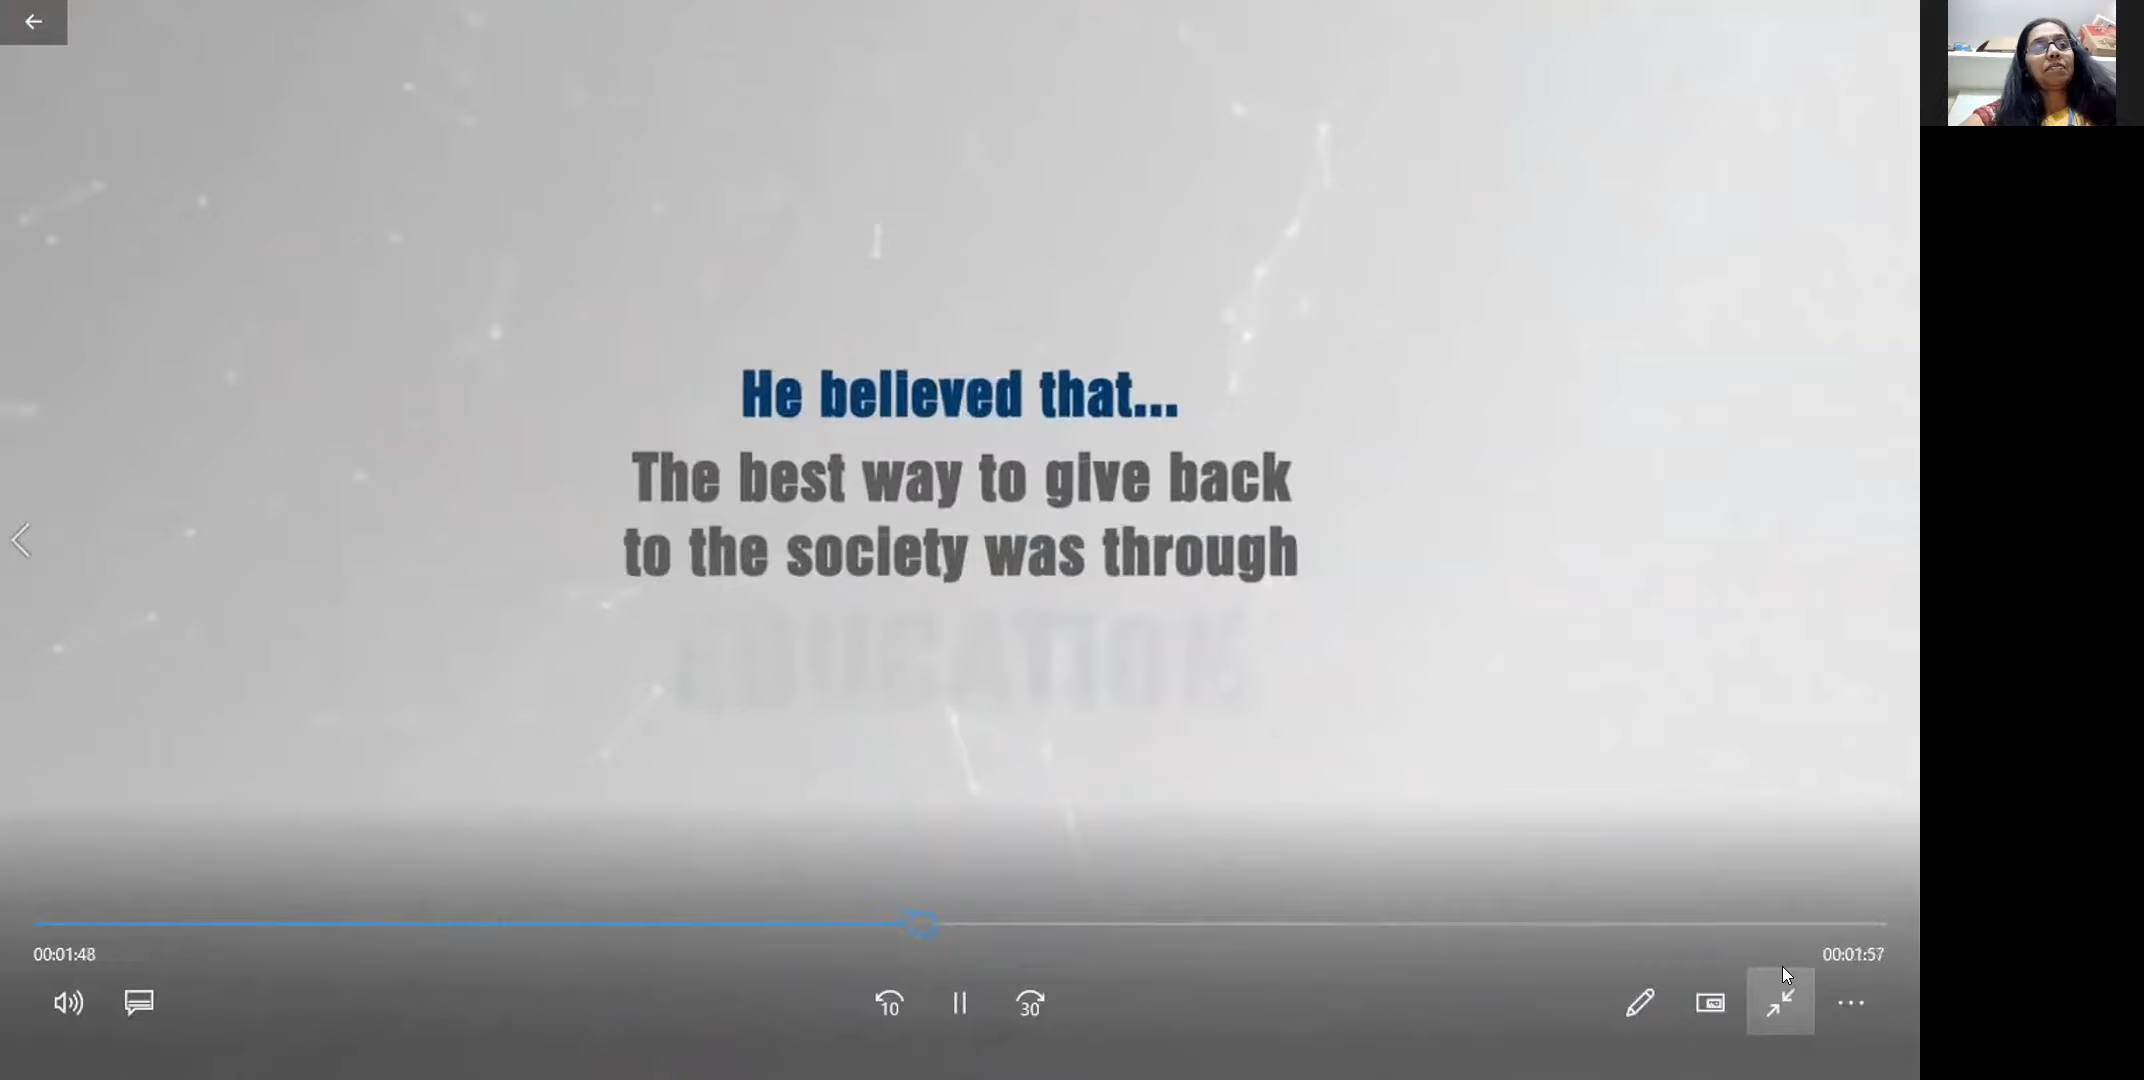 He believed that...
The best way to give back
to the society was through
EDUCATION
00:01:48
00:01:57
10
30